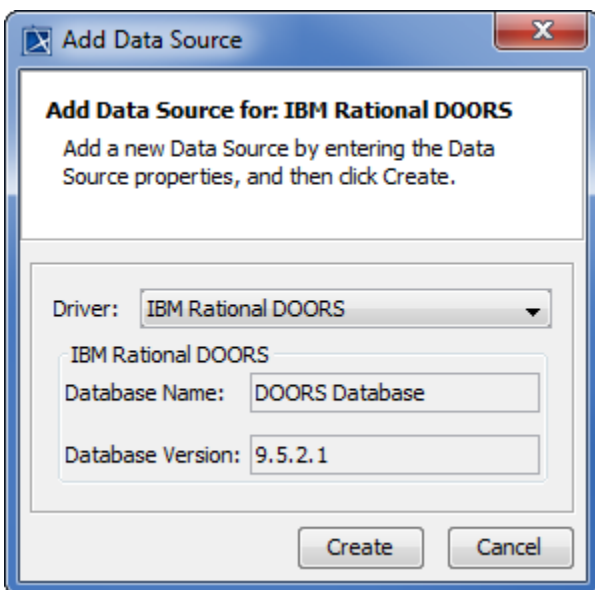 Add Data Source
Add Data Source for: IBM Rational DOORS
Add a new Data Source by entering the Data
Source properties, and then click Create.
Driver: IBM Rational DOORS
IBM Rational DOORS
Database Name: DOORS Database
Database Version: 9.5.2.1
Create Cancel